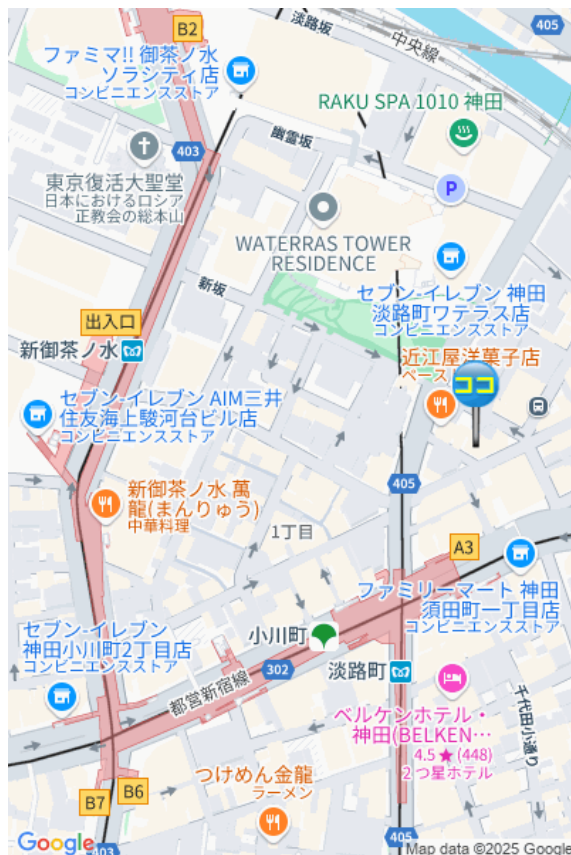 淡路坂
405
B2
中央線
ファミマ!! 御茶ノ水
ソラシティ店
コンビニエンスストア
RAKU SPA 1010 神田
幽霊坂
403
東京復活大聖堂
日本におけるロシア
正教会の総本山
P
WATERRAS TOWER
RESIDENCE
新坂
セブン-イレブン 神田
淡路町ワテラス店
コンビニエンスストア
出入口
新御茶ノ水
近江屋洋菓子店
ペース
ココ
セブン-イレブン AIM三井
住友海上駿河台ビル店
コンビニエンスストア
405
新御茶ノ水 萬
龍(まんりゅう)
中華料理
1丁目
A3
ファミリーマート 神田
須田町一丁目店
コンビニエンスストア
セブン-イレブン
神田小川町2丁目店
コンビニエンスストア
小川町
302
淡路町
都営新宿線
千代田小通り
ベルケンホテル・
神田(BELKEN…
4.5★(448)
2つ星ホテル
つけめん金龍
ラーメン
B7
B6
Google
403
405
Map data ©2025 Google